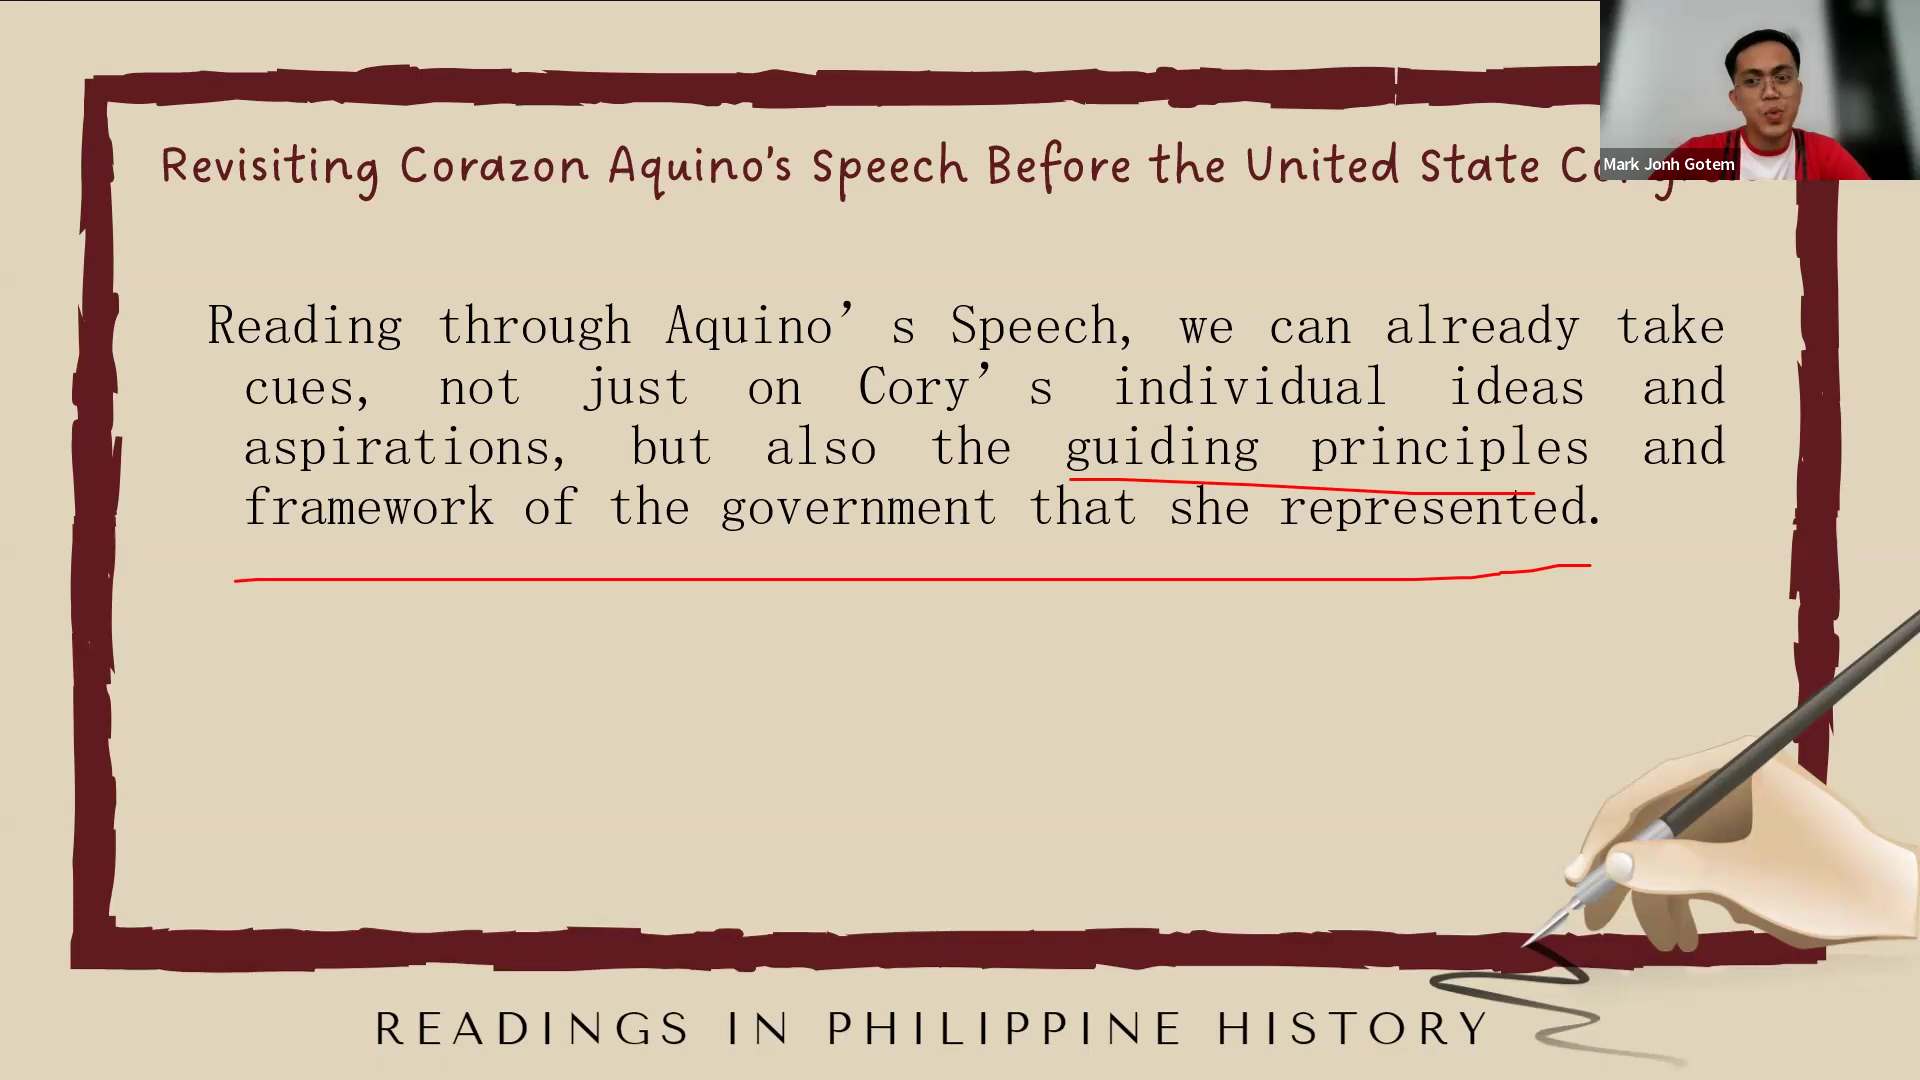 Revisiting Corazon Aquino's Speech Before the United State
Mark Jonh Gotem
Reading through Aquino’s Speech, we can already take
cues, not just on Cory’s individual ideas and
aspirations, but also the guiding principles and
framework of the government that she represented.
READINGS IN PHILIPPINE HISTORY